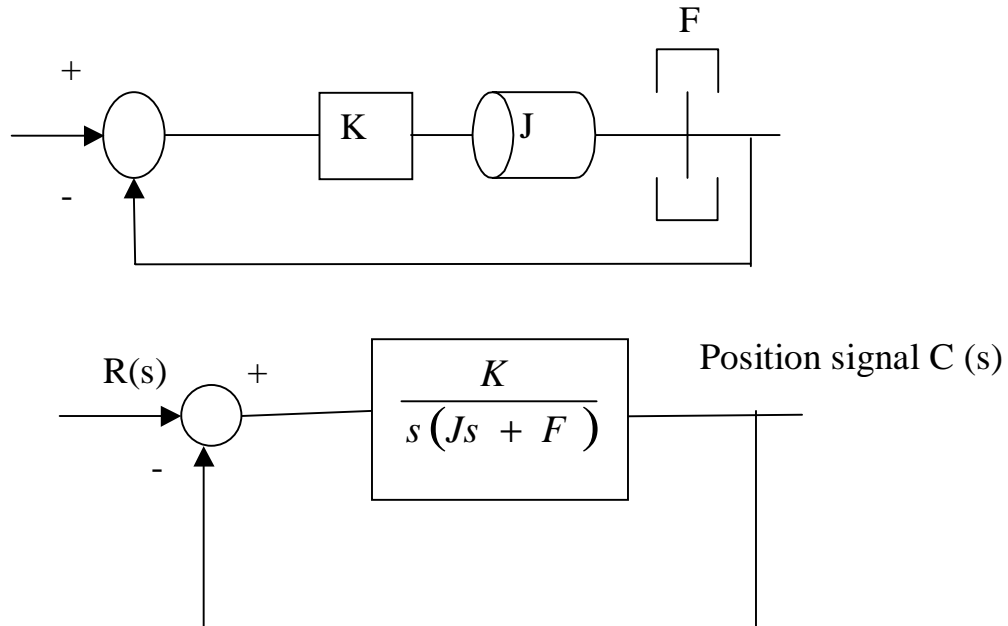 F
+
K
J
-
R(s)
+
Position signal C (s)
K
s (Js + F )
-